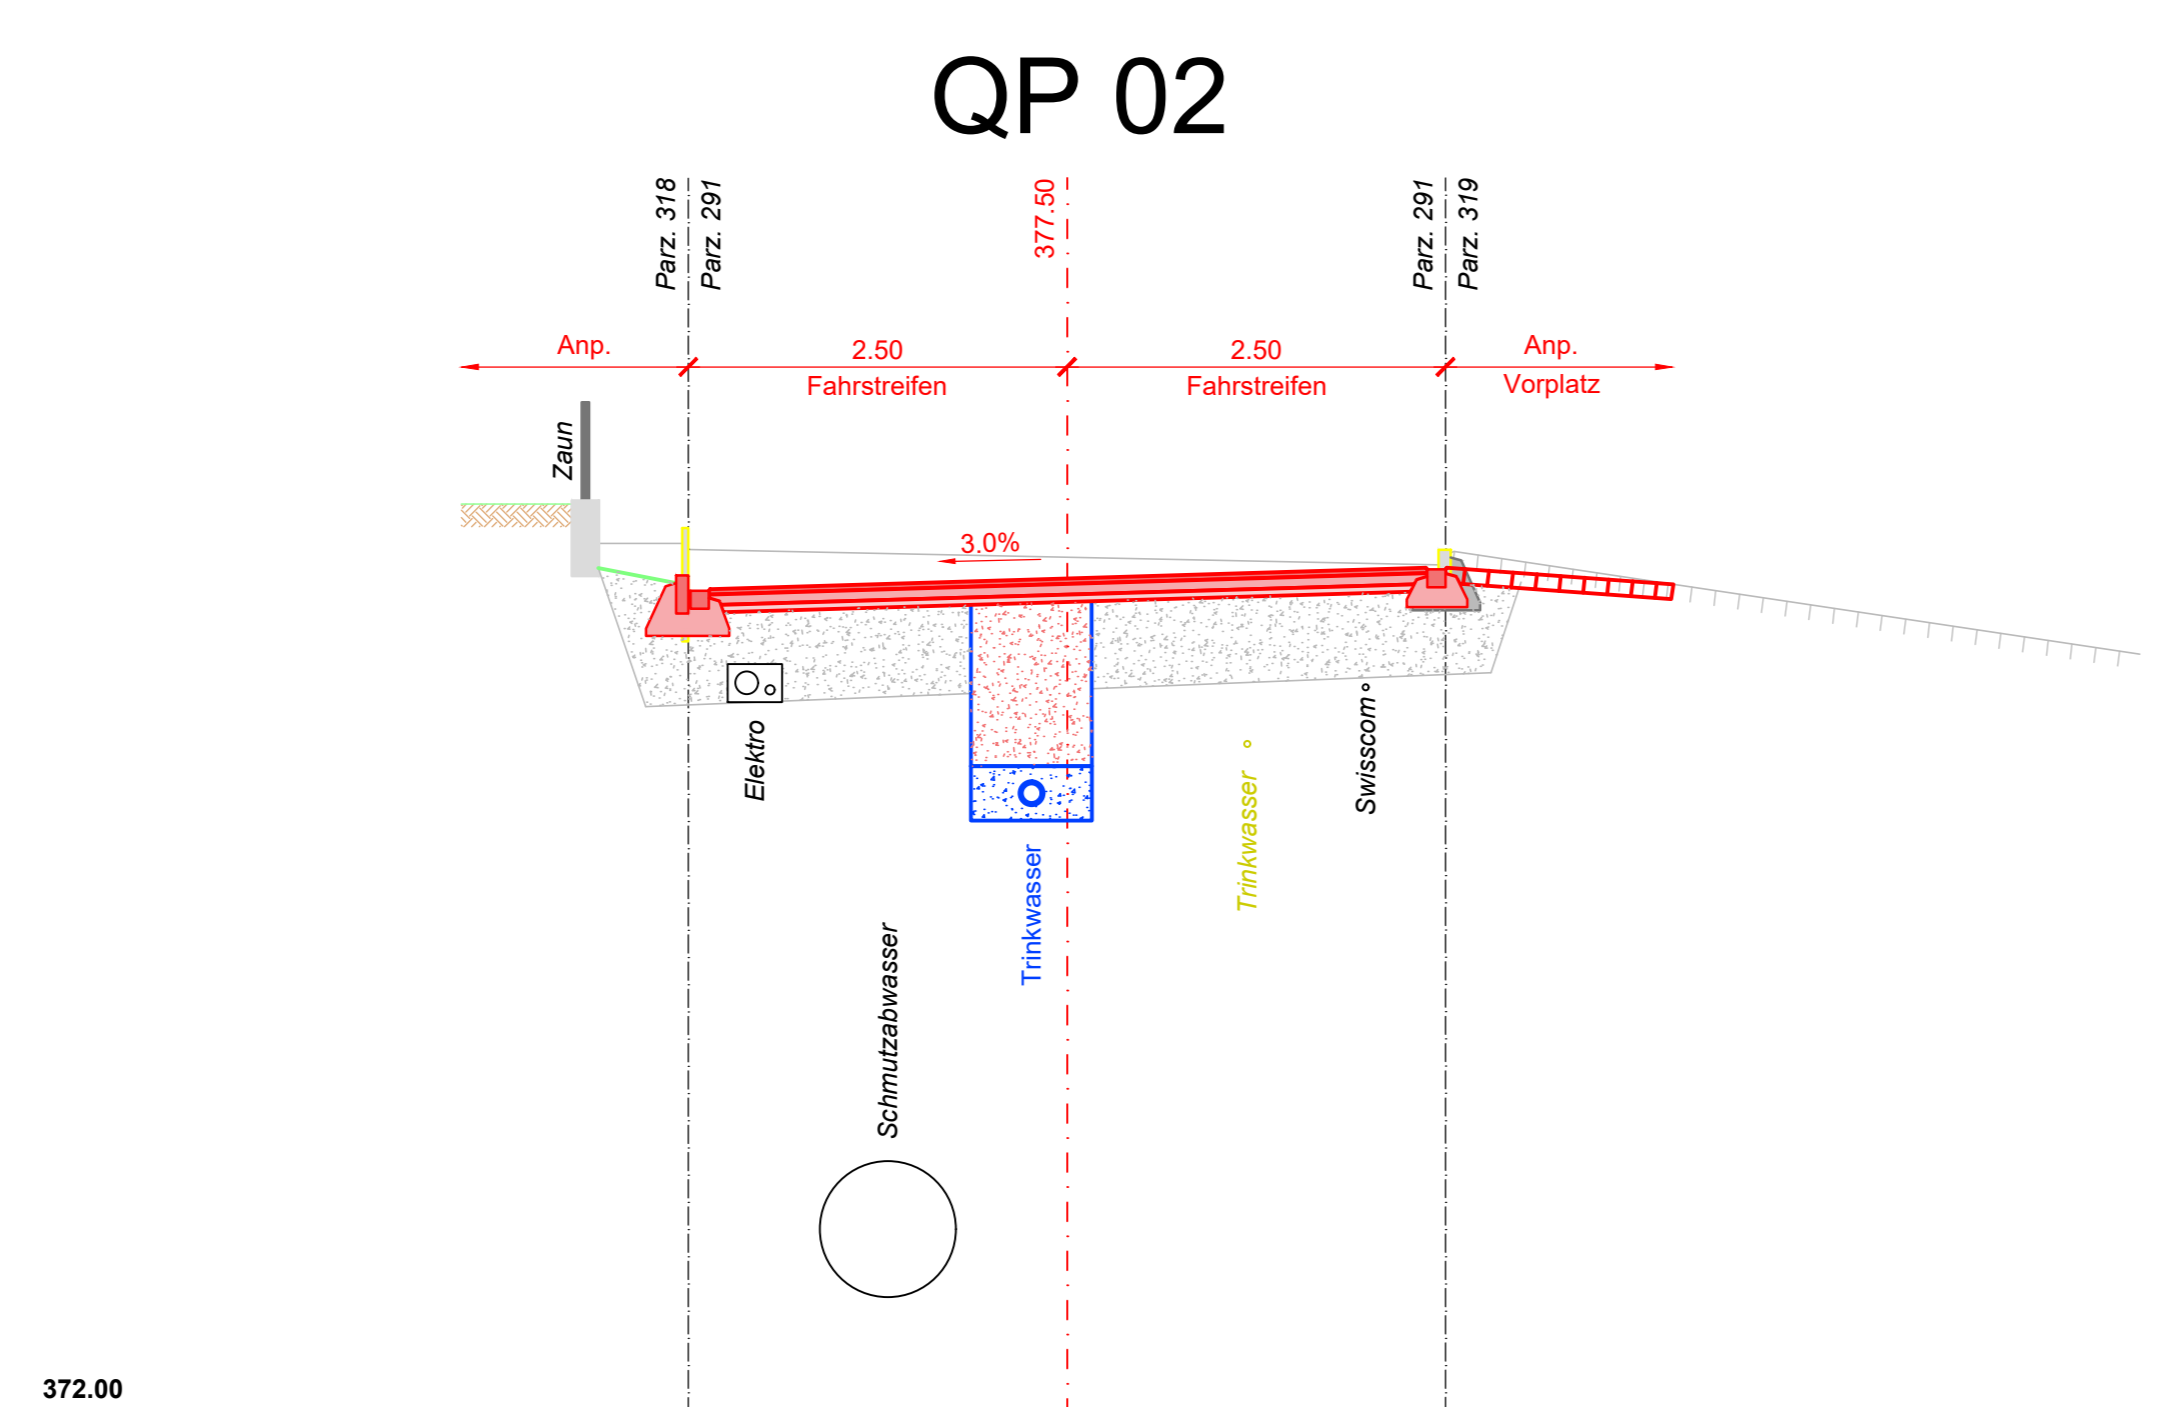 QP 02
Parz. 318
Parz. 291
377.50
Parz. 291
Parz. 319
Anp.
2.50
Fahrstreifen
2.50
Fahrstreifen
Anp.
Vorplatz
Zaun
3.0%
Elektro
Trinkwasser
Trinkwasser
Swisscom
Schmutzabwasser
372.00